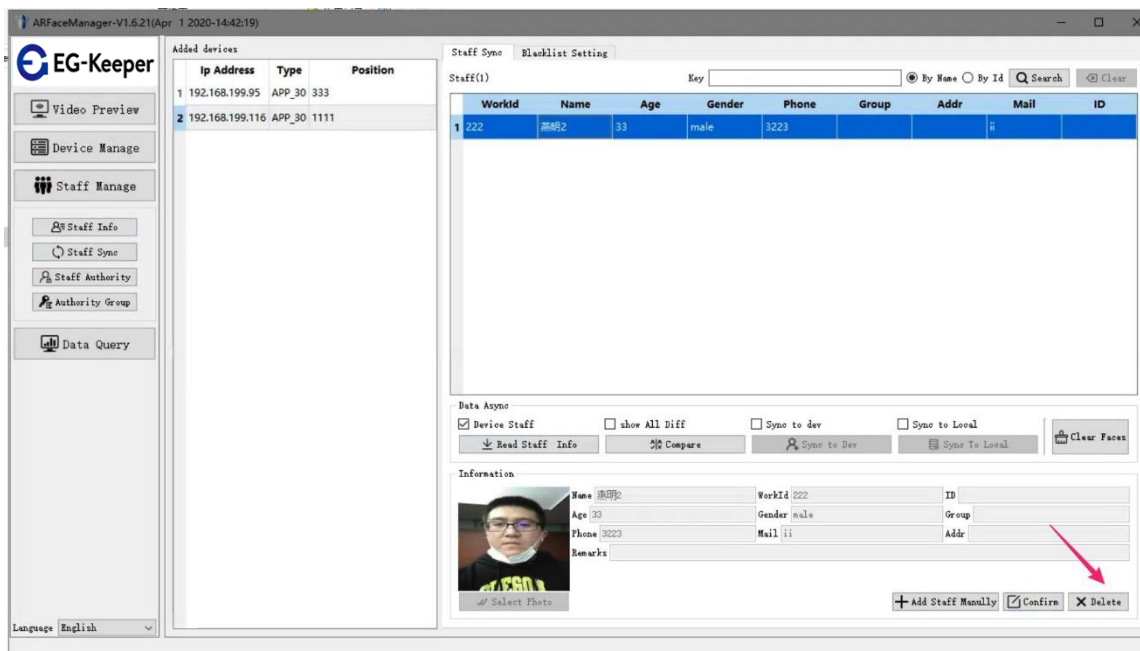 ARFaceManager-V1.6.21(Apr 1 2020-14:42:19)
EG-Keeper
Video Preview
Device Manage
Staff Manage
Staff Info
Staff Sync
Staff Authority
Authority Group
Data Query
Language English
Added devices
Ip Address Type Position
1 192.168.199.95 APP_30 333
2 192.168.199.116 APP_30 1111
Staff Sync Blacklist Setting
Staff(1) Key By Name By Id Search Clear
WorkId Name Age Gender Phone Group Addr Mail ID
1 222 燕明2 33 male 3223 ii
Data Async
Device Staff show All Diff Sync to dev Sync to Local
Read Staff Info Compare Sync to Dev Sync To Local Clear Faces
Information
Name 燕明2 WorkId 222 ID
Age 33 Gender male Group
Phone 3223 Mail ii Addr
Remarks
Select Photo
Add Staff Manully Confirm Delete